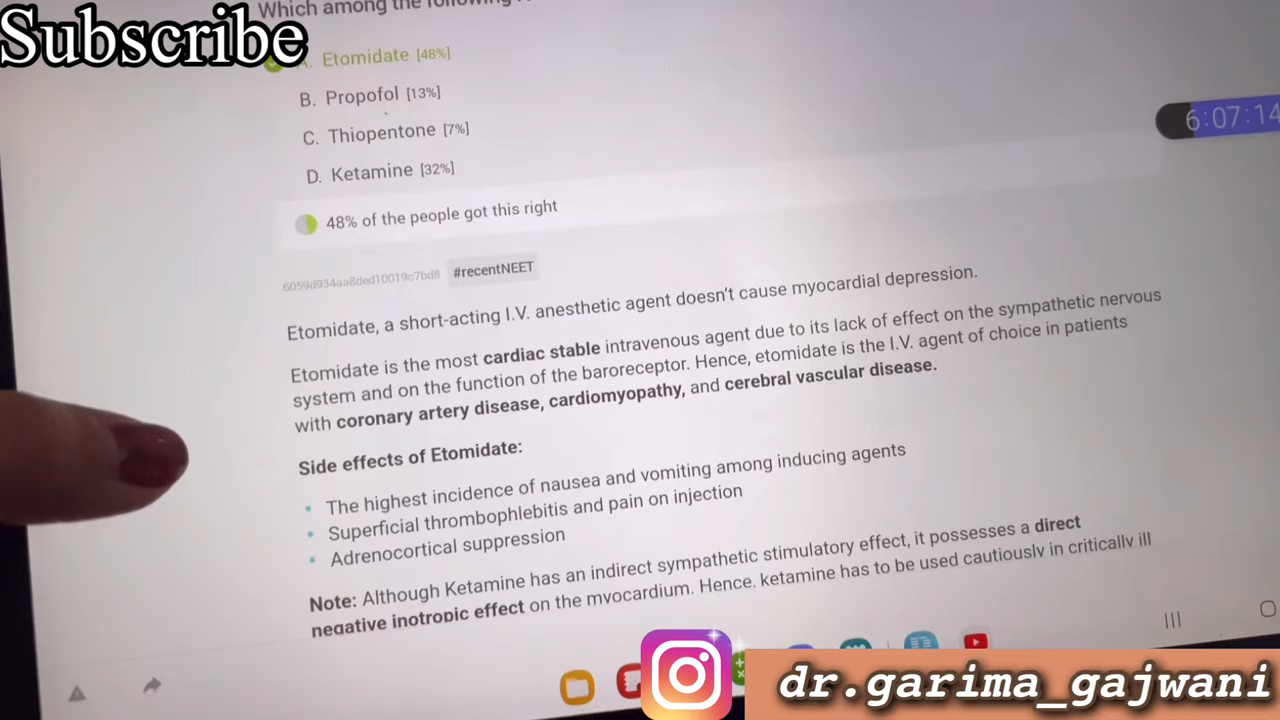 Which among the following
Subscribe
A. Etomidate [48%]
B. Propofol [13%]
C. Thiopentone [7%]
D. Ketamine [32%]
6:07:14
48% of the people got this right
6059d934aa8ded10019c7bd8 #recentNEET
Etomidate, a short-acting I.V. anesthetic agent doesn't cause myocardial depression.
Etomidate is the most cardiac stable intravenous agent due to its lack of effect on the sympathetic nervous
system and on the function of the baroreceptor. Hence, etomidate is the I.V. agent of choice in patients
with coronary artery disease, cardiomyopathy, and cerebral vascular disease.
Side effects of Etomidate:
• The highest incidence of nausea and vomiting among inducing agents
• Superficial thrombophlebitis and pain on injection
• Adrenocortical suppression
Note: Although Ketamine has an indirect sympathetic stimulatory effect, it possesses a direct
negative inotropic effect on the myocardium. Hence, ketamine has to be used cautiously in critically ill
dr.garima_gajwani